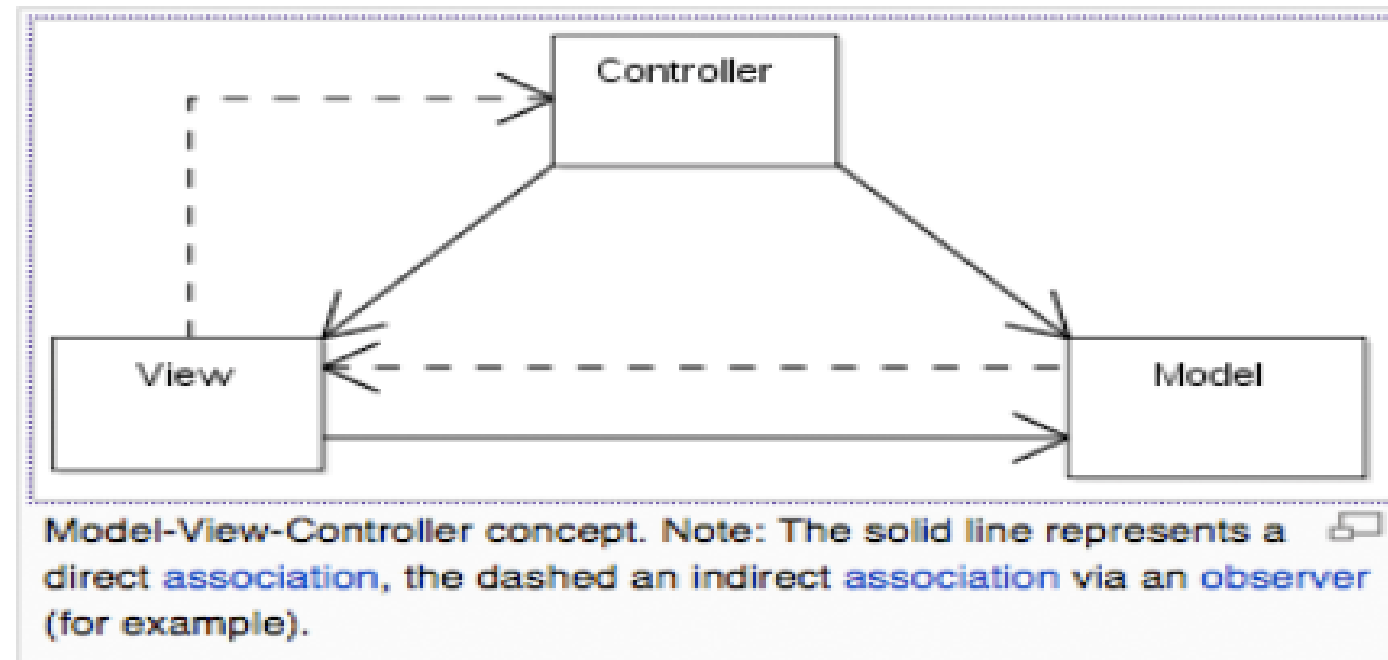 Controller
View
Model
Model-View-Controller concept. Note: The solid line represents a
direct association, the dashed an indirect association via an observer
(for example).